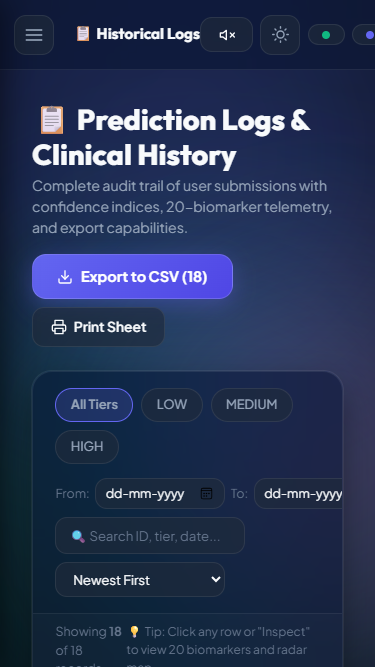 Historical Logs
Prediction Logs &
Clinical History
Complete audit trail of user submissions with
confidence indices, 20-biomarker telemetry,
and export capabilities.
Export to CSV (18)
Print Sheet
All Tiers LOW MEDIUM
HIGH
From: dd-mm-yyyy To: dd-mm-yyyy
Search ID, tier, date...
Newest First
Showing 18 Tip: Click any row or "Inspect"
of 18 to view 20 biomarkers and radar